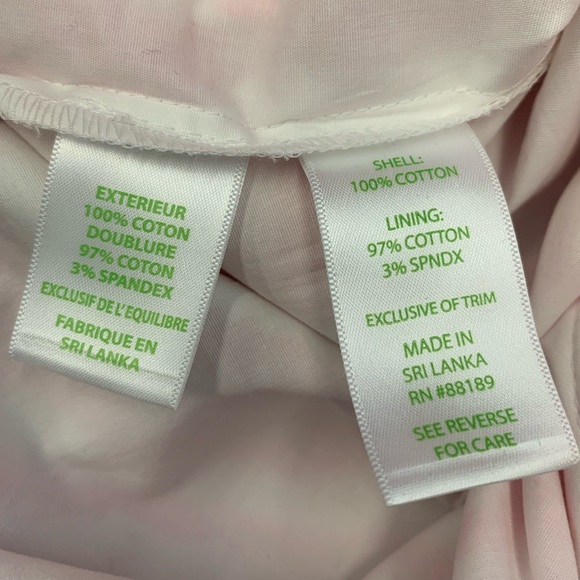 EXTERIEUR
100% COTON
DOUBLURE
97% COTON
3% SPANDEX
EXCLUSIF DE L'EQUILIBRE
FABRIQUE EN
SRI LANKA
SHELL:
100% COTTON
LINING:
97% COTTON
3% SPNDX
EXCLUSIVE OF TRIM
MADE IN
SRI LANKA
RN #88189
SEE REVERSE
FOR CARE